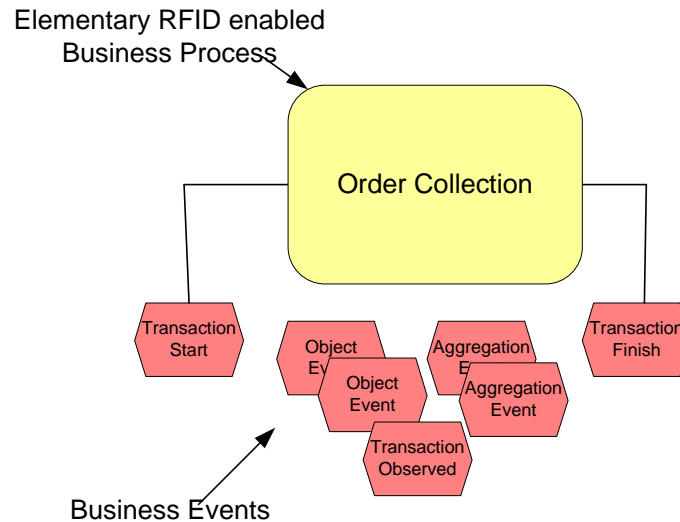 Elementary RFID enabled
Business Process
Order Collection
Transaction
Start
Object
Event
Aggregation
Transaction
Finish
Object
Event
Aggregation
Event
Transaction
Observed
Business Events